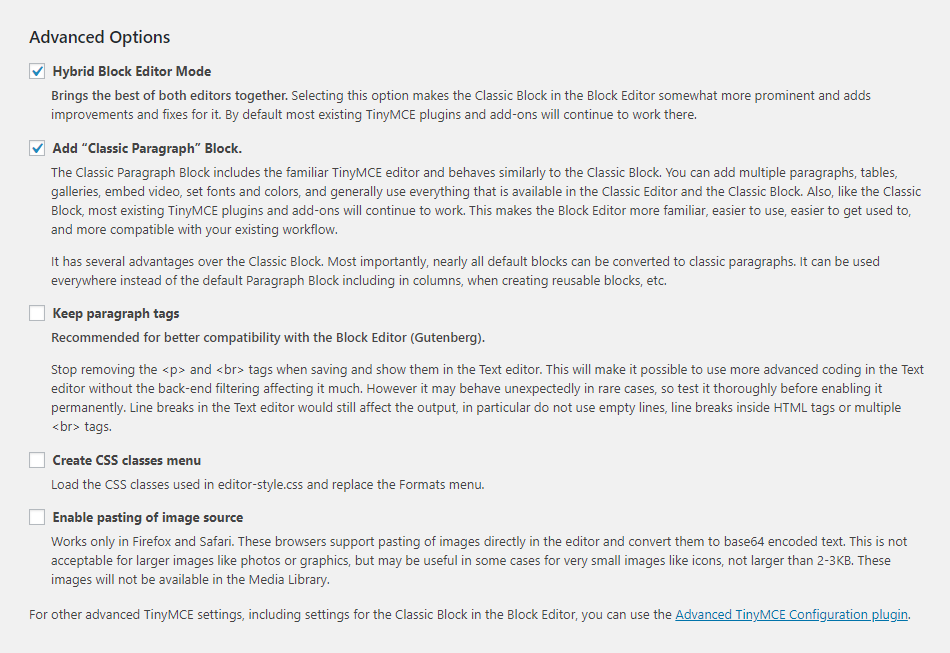 Advanced Options
Hybrid Block Editor Mode
Brings the best of both editors together. Selecting this option makes the Classic Block in the Block Editor somewhat more prominent and adds
improvements and fixes for it. By default most existing TinyMCE plugins and add-ons will continue to work there.
Add “Classic Paragraph” Block.
The Classic Paragraph Block includes the familiar TinyMCE editor and behaves similarly to the Classic Block. You can add multiple paragraphs, tables,
galleries, embed video, set fonts and colors, and generally use everything that is available in the Classic Editor and the Classic Block. Also, like the Classic
Block, most existing TinyMCE plugins and add-ons will continue to work. This makes the Block Editor more familiar, easier to use, easier to get used to,
and more compatible with your existing workflow.
It has several advantages over the Classic Block. Most importantly, nearly all default blocks can be converted to classic paragraphs. It can be used
everywhere instead of the default Paragraph Block including in columns, when creating reusable blocks, etc.
Keep paragraph tags
Recommended for better compatibility with the Block Editor (Gutenberg).
Stop removing the <p> and <br> tags when saving and show them in the Text editor. This will make it possible to use more advanced coding in the Text
editor without the back-end filtering affecting it much. However it may behave unexpectedly in rare cases, so test it thoroughly before enabling it
permanently. Line breaks in the Text editor would still affect the output, in particular do not use empty lines, line breaks inside HTML tags or multiple
<br> tags.
Create CSS classes menu
Load the CSS classes used in editor-style.css and replace the Formats menu.
Enable pasting of image source
Works only in Firefox and Safari. These browsers support pasting of images directly in the editor and convert them to base64 encoded text. This is not
acceptable for larger images like photos or graphics, but may be useful in some cases for very small images like icons, not larger than 2-3KB. These
images will not be available in the Media Library.
For other advanced TinyMCE settings, including settings for the Classic Block in the Block Editor, you can use the Advanced TinyMCE Configuration plugin.